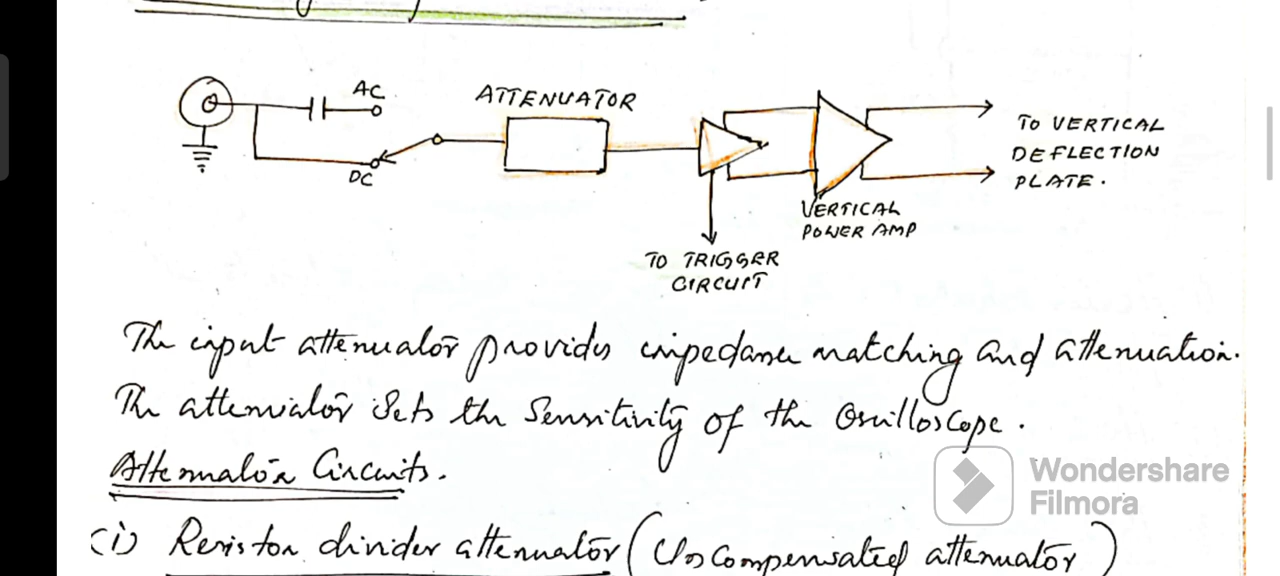 AC
ATTENUATOR
DC
TO VERTICAL
DEFLECTION
PLATE.
VERTICAL
POWER AMP
TO TRIGGER
CIRCUIT
The input attenuator provides impedance matching and attenuation.
The attenuator sets the Sensitivity of the Oscilloscope.
Attenuator Circuits.
(i) Resistor divider attenuator (Uncompensated attenuator)
Wondershare
Filmora